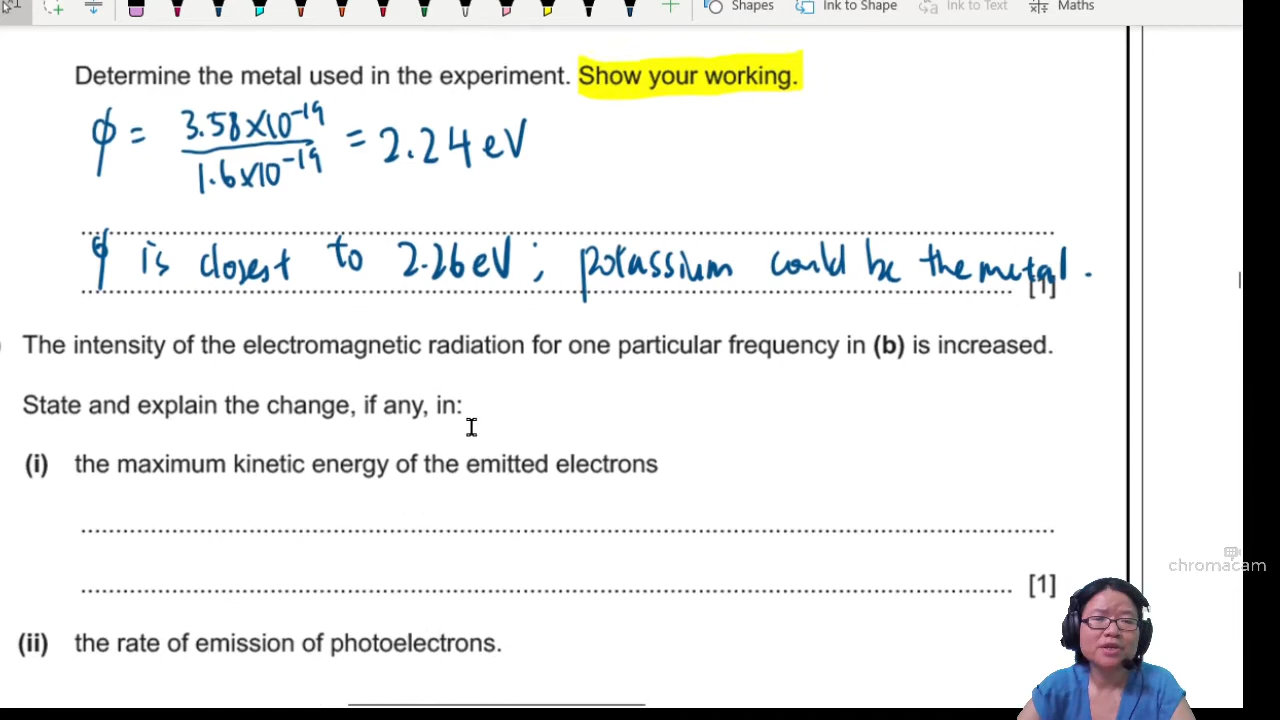 Shapes Ink to Shape Ink to Text Maths
Determine the metal used in the experiment. Show your working.
φ = 3.58×10⁻¹⁹ / 1.6×10⁻¹⁹ = 2.24 eV
φ is closest to 2.26 eV ; potassium could be the metal.
[1]
The intensity of the electromagnetic radiation for one particular frequency in (b) is increased.
State and explain the change, if any, in:
(i) the maximum kinetic energy of the emitted electrons
[1]
chromacam
(ii) the rate of emission of photoelectrons.